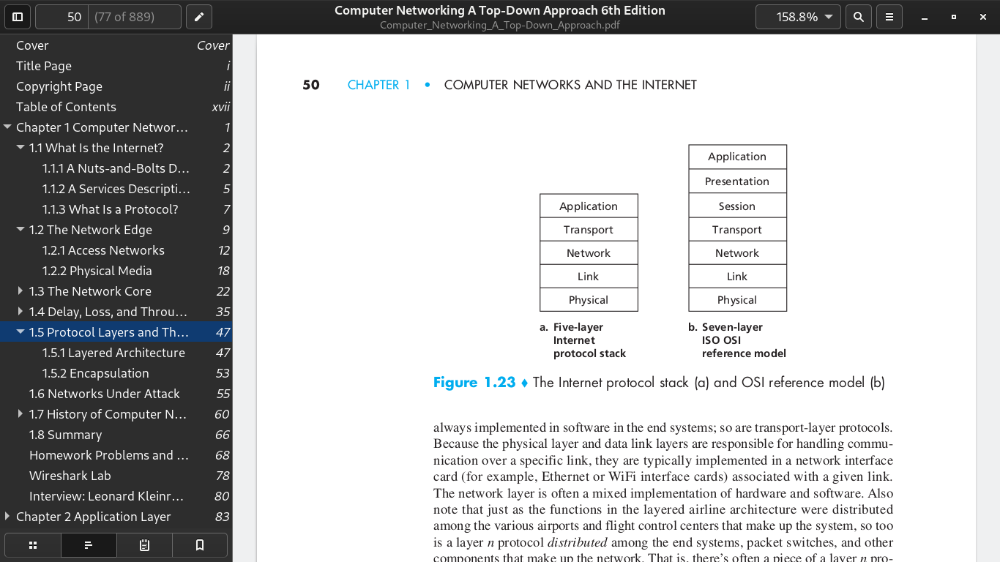 50 (77 of 889)
Computer Networking A Top-Down Approach 6th Edition
Computer_Networking_A_Top-Down_Approach.pdf
158.8%
Cover Cover
Title Page i
Copyright Page ii
Table of Contents xvii
Chapter 1 Computer Networ… 1
1.1 What Is the Internet? 2
1.1.1 A Nuts-and-Bolts D… 2
1.1.2 A Services Descripti… 5
1.1.3 What Is a Protocol? 7
1.2 The Network Edge 9
1.2.1 Access Networks 12
1.2.2 Physical Media 18
1.3 The Network Core 22
1.4 Delay, Loss, and Throu… 35
1.5 Protocol Layers and Th… 47
1.5.1 Layered Architecture 47
1.5.2 Encapsulation 53
1.6 Networks Under Attack 55
1.7 History of Computer N… 60
1.8 Summary 66
Homework Problems and … 68
Wireshark Lab 78
Interview: Leonard Kleinr… 80
Chapter 2 Application Layer 83
50 CHAPTER 1 • COMPUTER NETWORKS AND THE INTERNET
Application
Transport
Network
Link
Physical
a. Five-layer
Internet
protocol stack
Application
Presentation
Session
Transport
Network
Link
Physical
b. Seven-layer
ISO OSI
reference model
Figure 1.23 ♦ The Internet protocol stack (a) and OSI reference model (b)
always implemented in software in the end systems; so are transport-layer protocols.
Because the physical layer and data link layers are responsible for handling commu-
nication over a specific link, they are typically implemented in a network interface
card (for example, Ethernet or WiFi interface cards) associated with a given link.
The network layer is often a mixed implementation of hardware and software. Also
note that just as the functions in the layered airline architecture were distributed
among the various airports and flight control centers that make up the system, so too
is a layer n protocol distributed among the end systems, packet switches, and other
components that make up the network. That is, there's often a piece of a layer n pro-